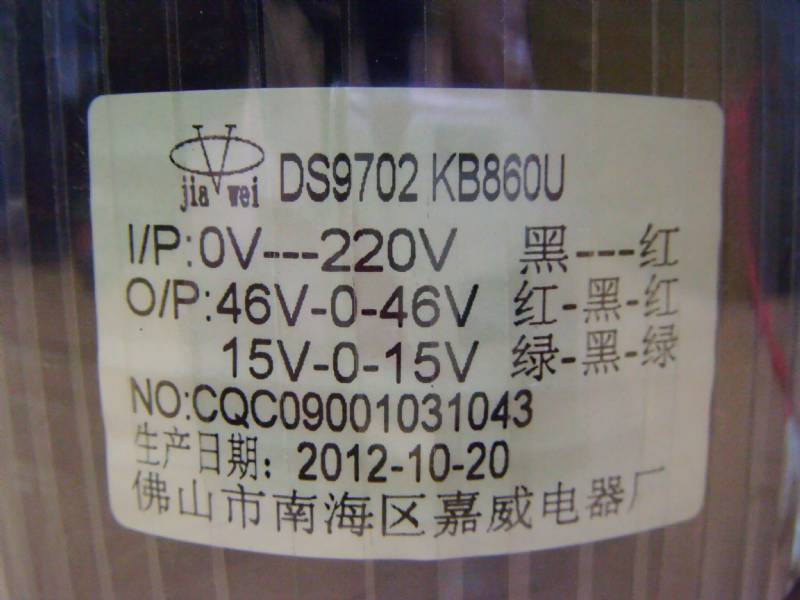 jia wei DS9702 KB860U
I/P:0V---220V 黑---红
O/P:46V-0-46V 红-黑-红
15V-0-15V 绿-黑-绿
NO:CQC09001031043
生产日期：2012-10-20
佛山市南海区嘉威电器厂